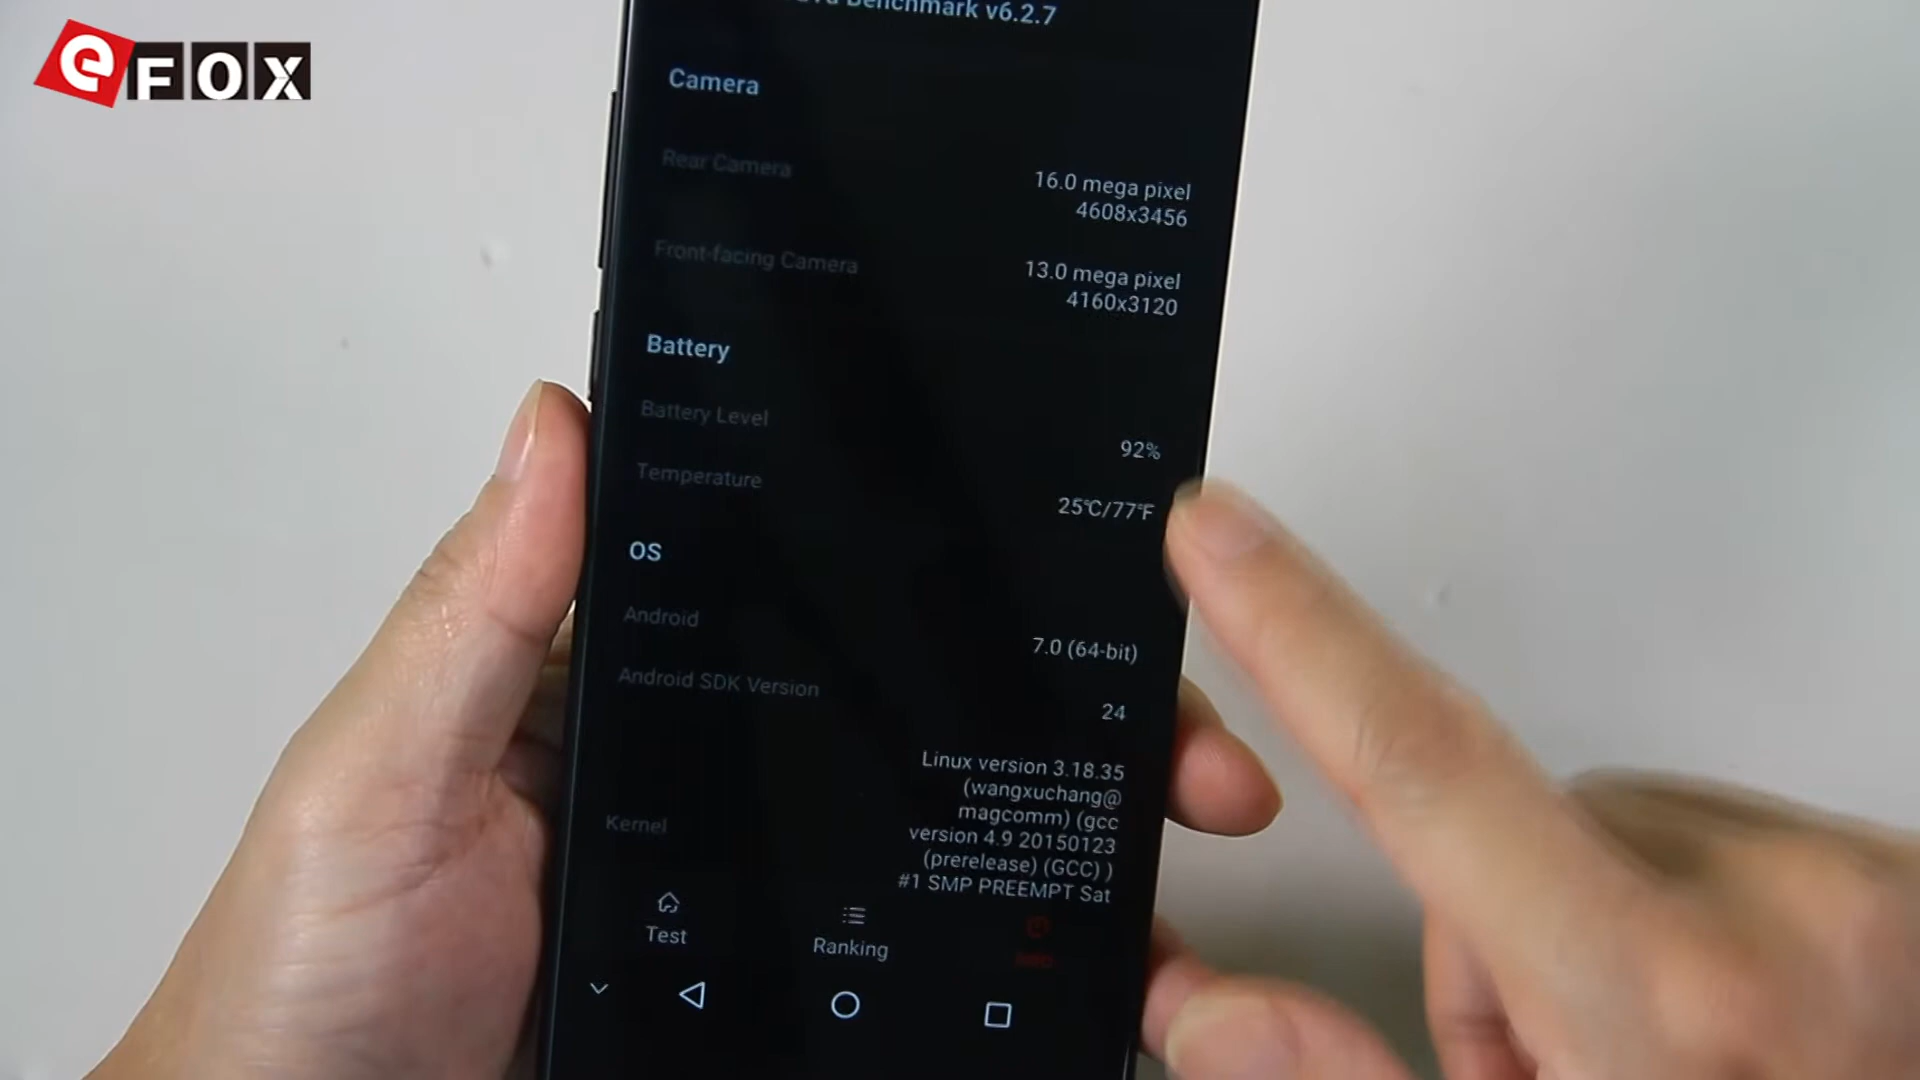 eFOX
Benchmark v6.2.7
Camera
Rear Camera
16.0 mega pixel
4608x3456
Front-facing Camera
13.0 mega pixel
4160x3120
Battery
Battery Level
92%
Temperature
25℃/77℉
OS
Android
7.0 (64-bit)
Android SDK Version
24
Kernel
Linux version 3.18.35
(wangxuchang@
magcomm) (gcc
version 4.9 20150123
(prerelease) (GCC) )
#1 SMP PREEMPT Sat
Test
Ranking